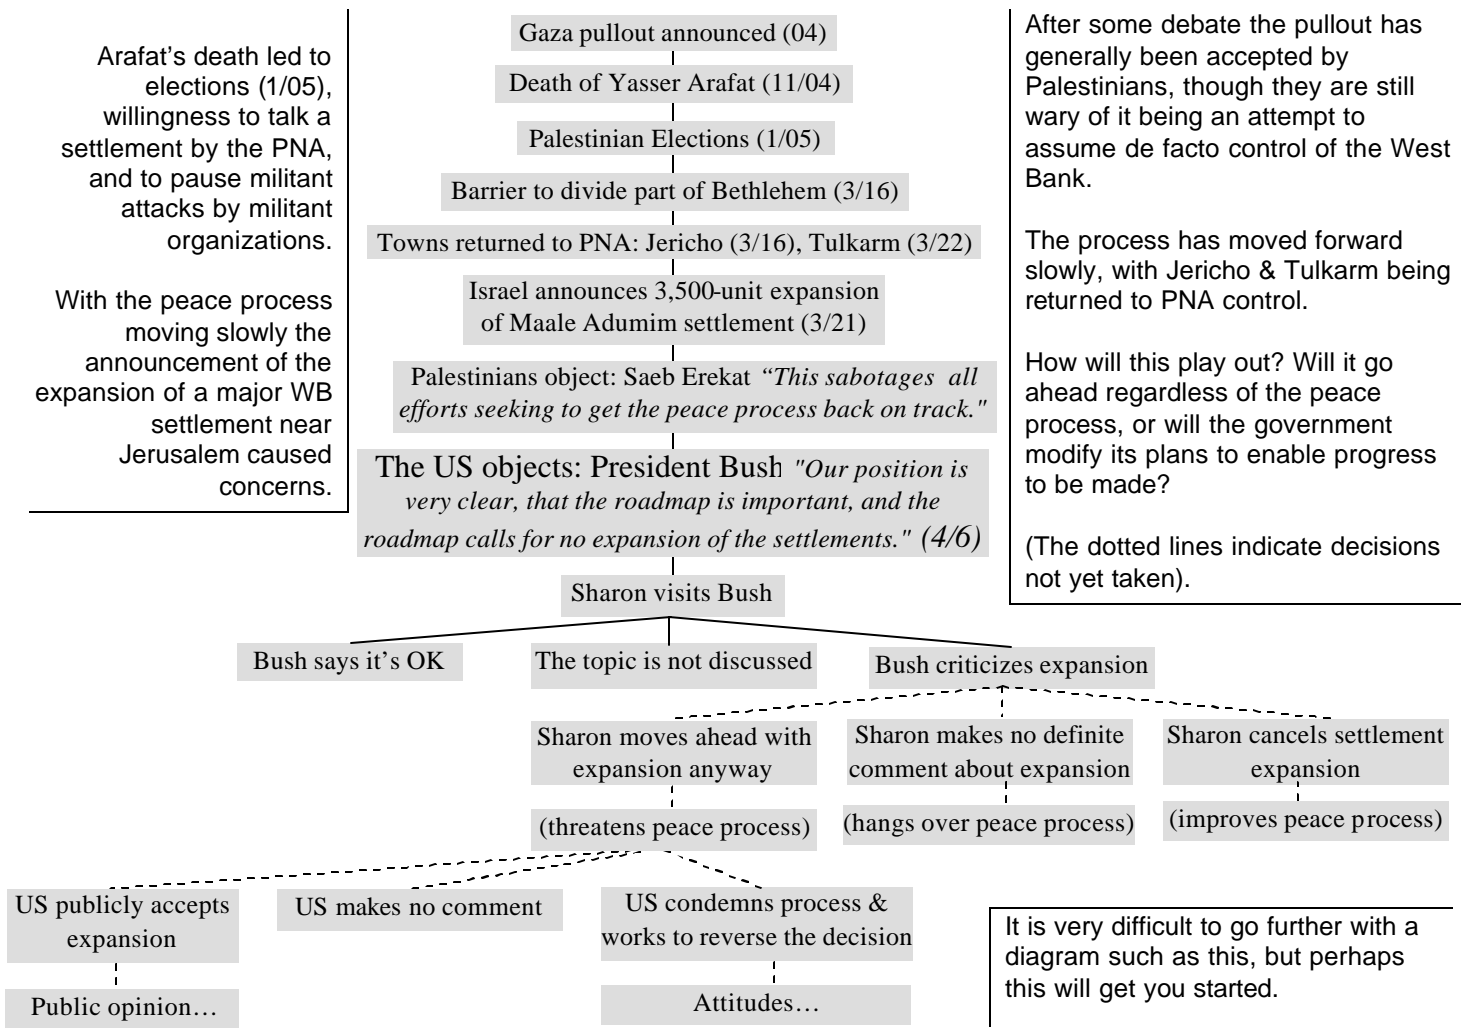 Arafat's death led to
elections (1/05),
willingness to talk a
settlement by the PNA,
and to pause militant
attacks by militant
organizations.
With the peace process
moving slowly the
announcement of the
expansion of a major WB
settlement near
Jerusalem caused
concerns.
Gaza pullout announced (04)
Death of Yasser Arafat (11/04)
Palestinian Elections (1/05)
Barrier to divide part of Bethlehem (3/16)
Towns returned to PNA: Jericho (3/16), Tulkarm (3/22)
Israel announces 3,500-unit expansion
of Maale Adumim settlement (3/21)
Palestinians object: Saeb Erekat “This sabotages all
efforts seeking to get the peace process back on track."
The US objects: President Bush "Our position is
very clear, that the roadmap is important, and the
roadmap calls for no expansion of the settlements." (4/6)
Sharon visits Bush
After some debate the pullout has
generally been accepted by
Palestinians, though they are still
wary of it being an attempt to
assume de facto control of the West
Bank.
The process has moved forward
slowly, with Jericho & Tulkarm being
returned to PNA control.
How will this play out? Will it go
ahead regardless of the peace
process, or will the government
modify its plans to enable progress
to be made?
(The dotted lines indicate decisions
not yet taken).
Bush says it's OK
The topic is not discussed
Bush criticizes expansion
Sharon moves ahead with
expansion anyway
Sharon makes no definite
comment about expansion
Sharon cancels settlement
expansion
(threatens peace process)
(hangs over peace process)
(improves peace process)
US publicly accepts
expansion
US makes no comment
US condemns process &
works to reverse the decision
Public opinion…
Attitudes…
It is very difficult to go further with a
diagram such as this, but perhaps
this will get you started.